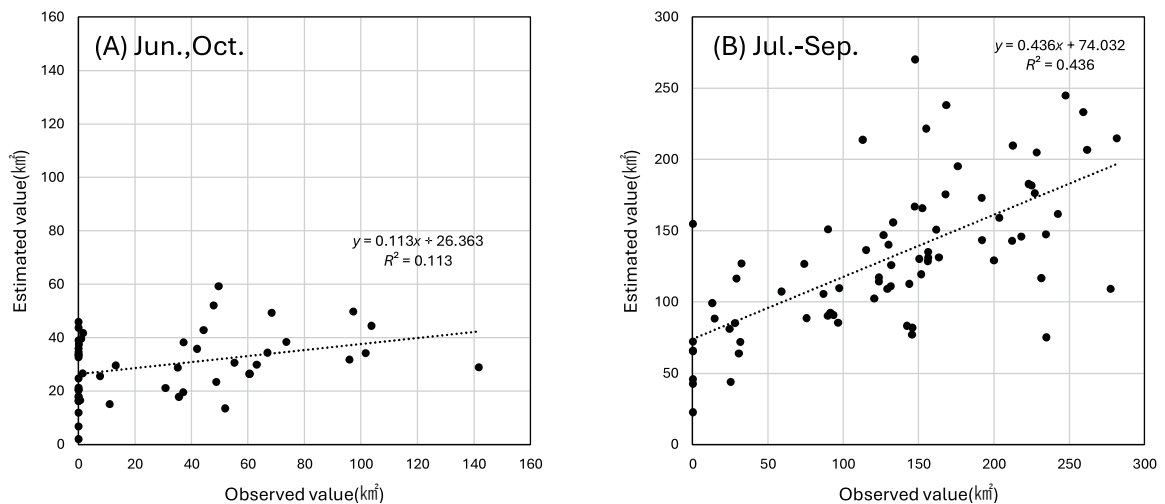 (A) Jun.,Oct.
y = 0.113x + 26.363
R² = 0.113
Estimated value(㎢)
160
140
120
100
80
60
40
20
0
0 20 40 60 80 100 120 140 160
Observed value(㎢)
(B) Jul.-Sep.
y = 0.436x + 74.032
R² = 0.436
Estimated value(㎢)
300
250
200
150
100
50
0
0 50 100 150 200 250 300
Observed value(㎢)